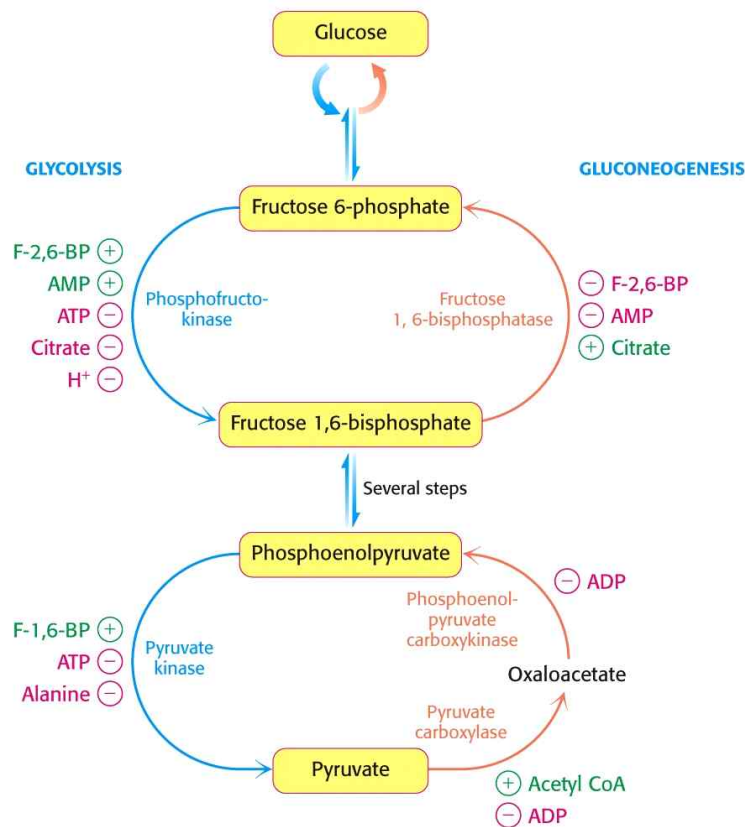 Glucose
GLYCOLYSIS
GLUCONEOGENESIS
Fructose 6-phosphate
F-2,6-BP +
AMP +
ATP −
Citrate −
H⁺ −
Phosphofructo-
kinase
Fructose
1, 6-bisphosphatase
− F-2,6-BP
− AMP
+ Citrate
Fructose 1,6-bisphosphate
Several steps
Phosphoenolpyruvate
F-1,6-BP +
ATP −
Alanine −
Pyruvate
kinase
Phosphoenol-
pyruvate
carboxykinase
− ADP
Oxaloacetate
Pyruvate
carboxylase
Pyruvate
+ Acetyl CoA
− ADP